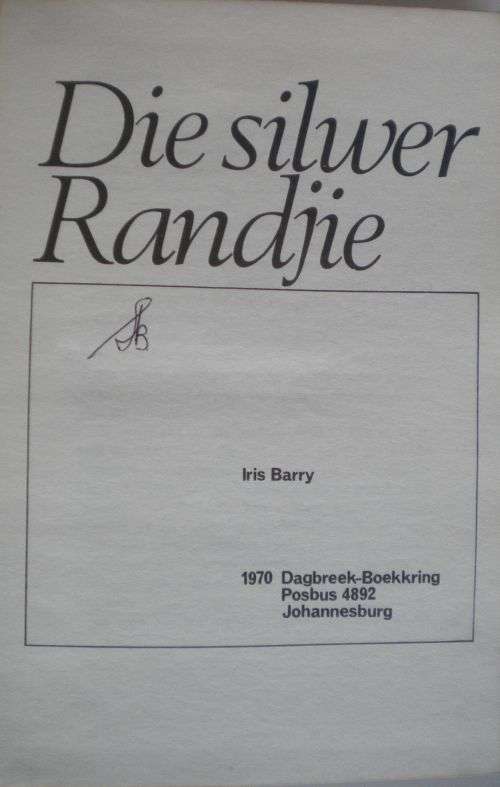 Die silwer
Randjie
Iris Barry
1970 Dagbreek-Boekkring
Posbus 4892
Johannesburg